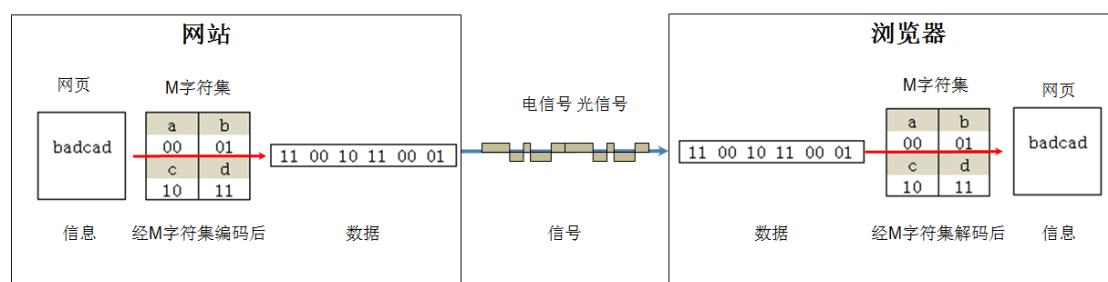 网站
网页
M字符集
badcad
a b
00 01
c d
10 11
11 00 10 11 00 01
信息
经M字符集编码后
数据
电信号 光信号
信号
浏览器
M字符集
网页
11 00 10 11 00 01
a b
00 01
c d
10 11
badcad
数据
经M字符集解码后
信息